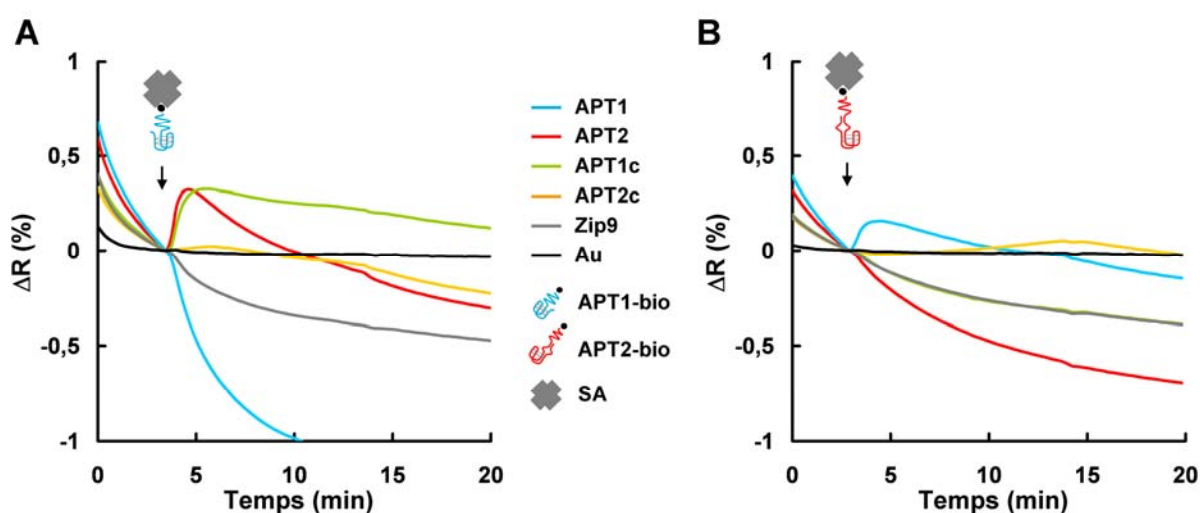 A
ΔR (%)
1
0,5
0
-0,5
-1
0
5
10
15
20
Temps (min)
APT1
APT2
APT1c
APT2c
Zip9
Au
APT1-bio
APT2-bio
SA
B
ΔR (%)
1
0,5
0
-0,5
-1
0
5
10
15
20
Temps (min)